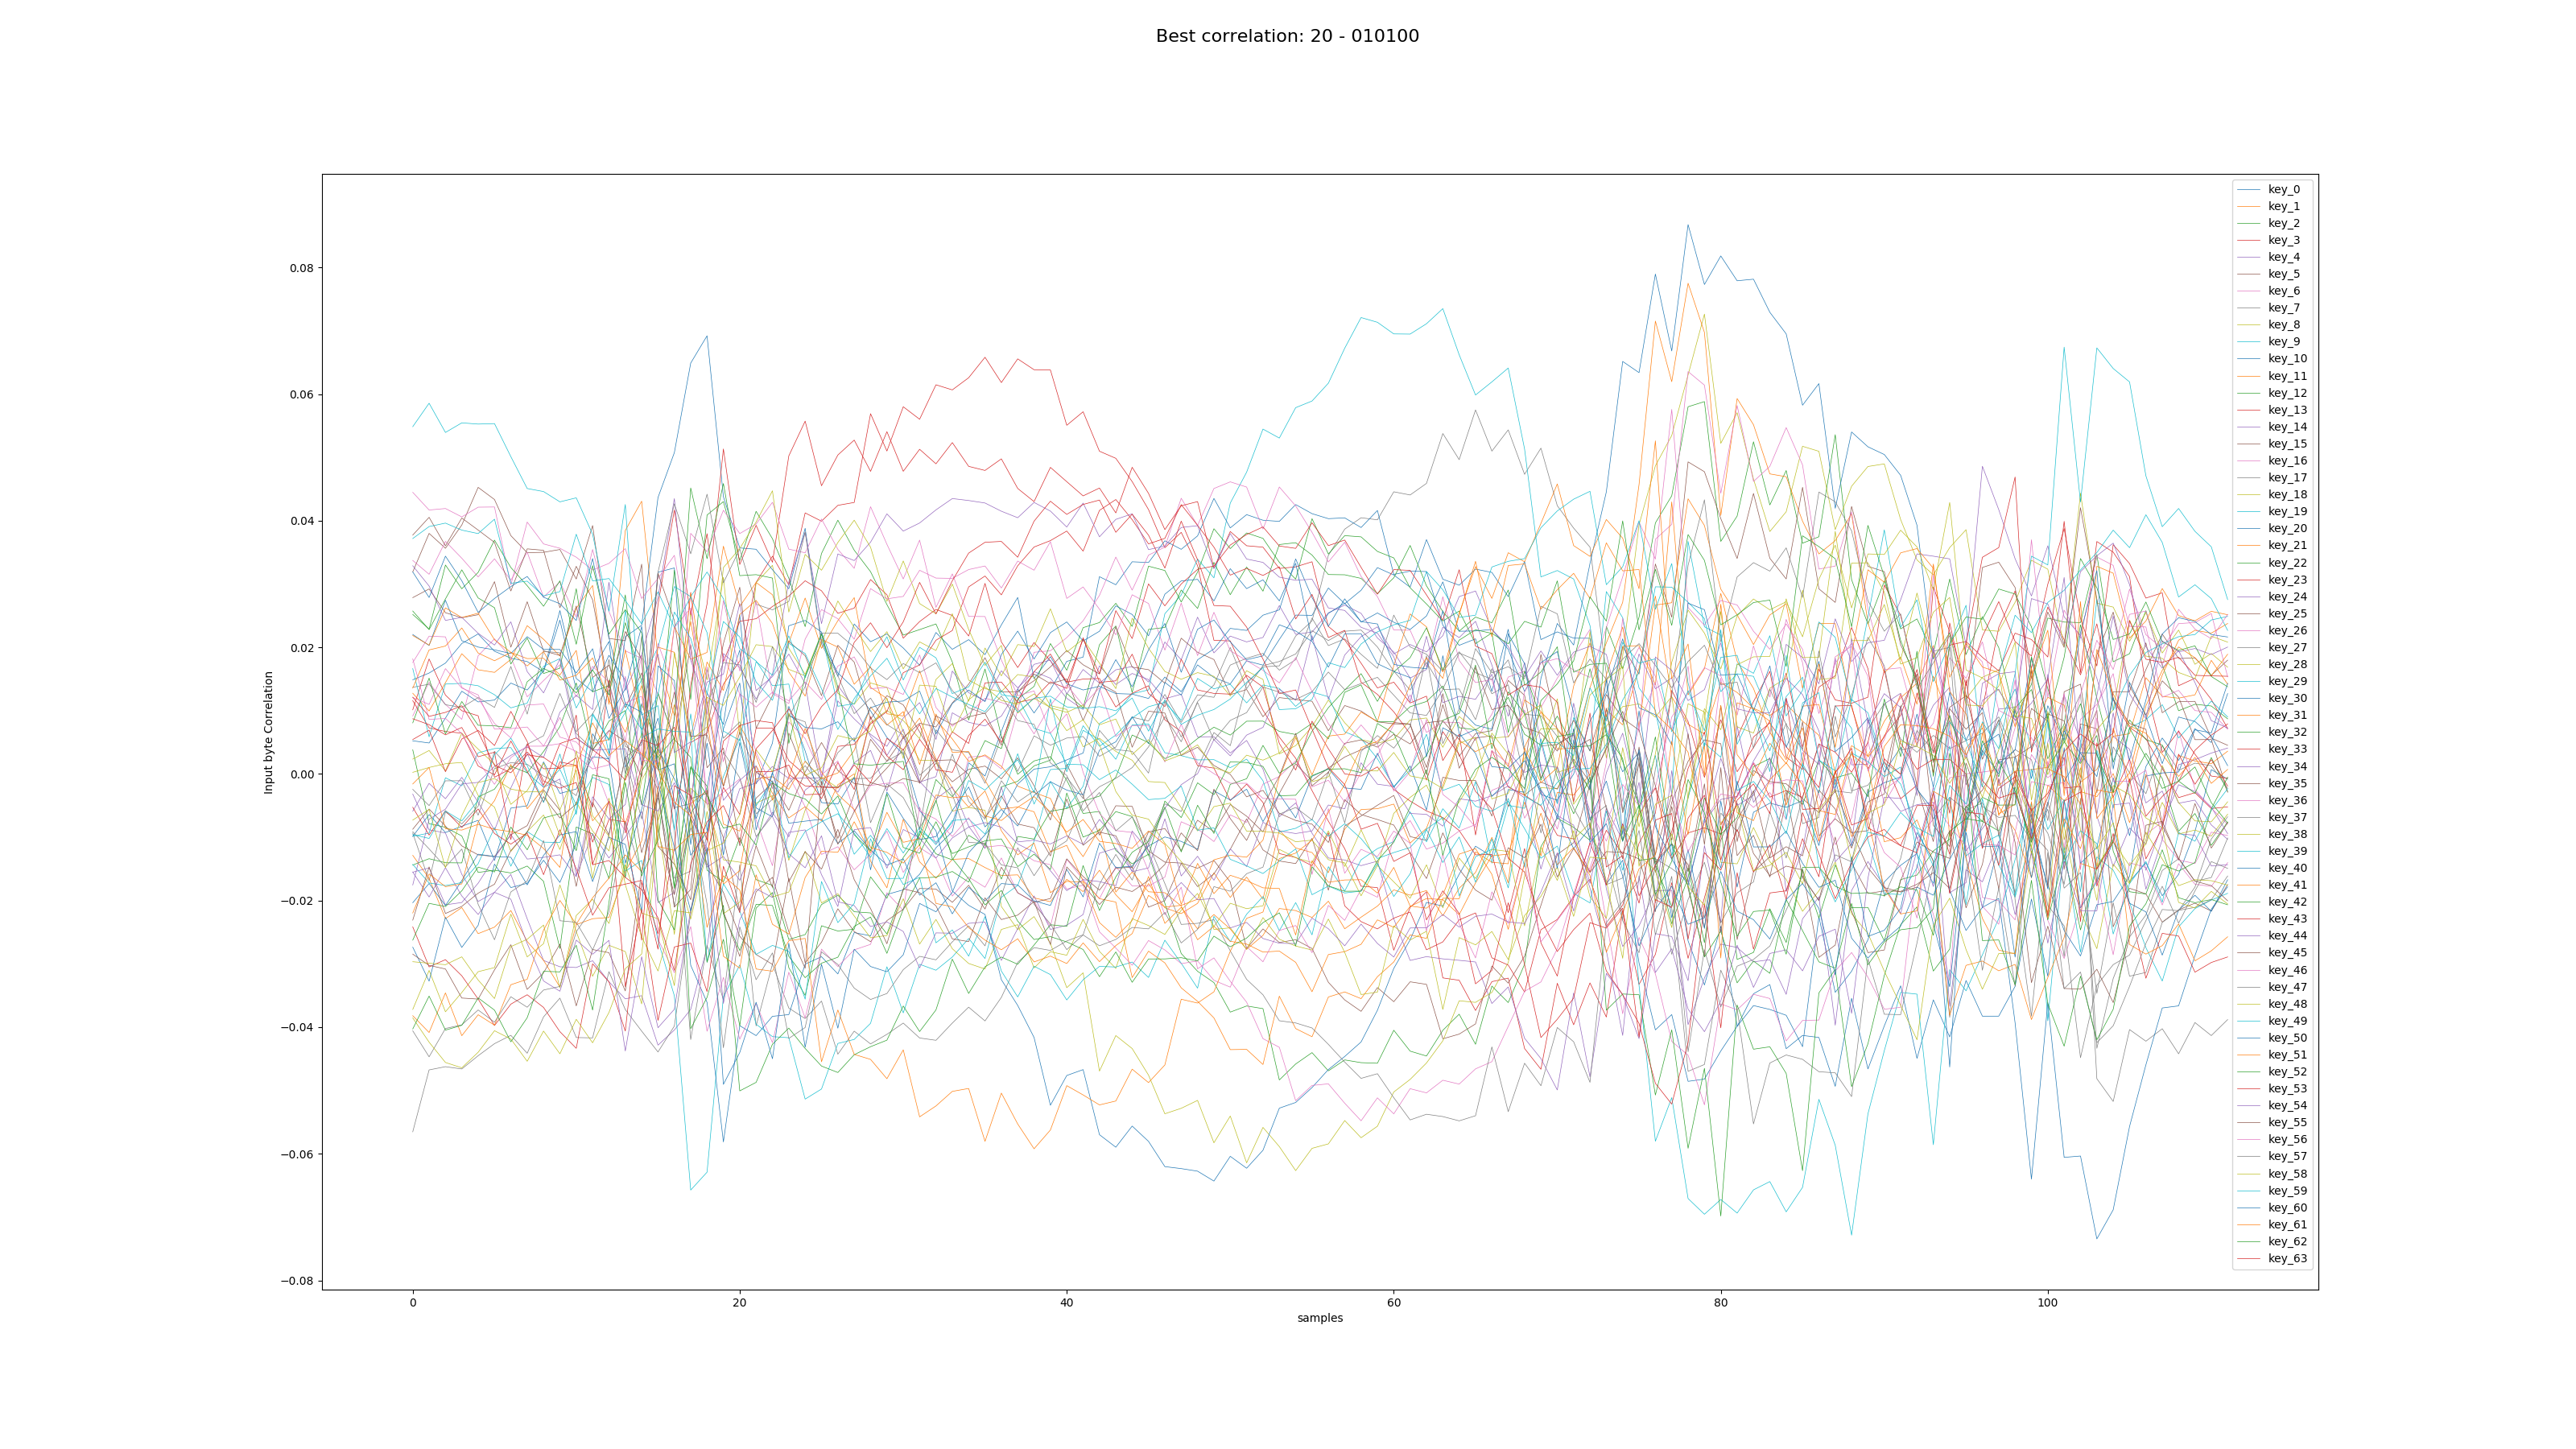 Best correlation: 20 - 010100
Input byte Correlation
0.08
0.06
0.04
0.02
0.00
−0.02
−0.04
−0.06
−0.08
0 20 40 60 80 100
samples
key_0
key_1
key_2
key_3
key_4
key_5
key_6
key_7
key_8
key_9
key_10
key_11
key_12
key_13
key_14
key_15
key_16
key_17
key_18
key_19
key_20
key_21
key_22
key_23
key_24
key_25
key_26
key_27
key_28
key_29
key_30
key_31
key_32
key_33
key_34
key_35
key_36
key_37
key_38
key_39
key_40
key_41
key_42
key_43
key_44
key_45
key_46
key_47
key_48
key_49
key_50
key_51
key_52
key_53
key_54
key_55
key_56
key_57
key_58
key_59
key_60
key_61
key_62
key_63